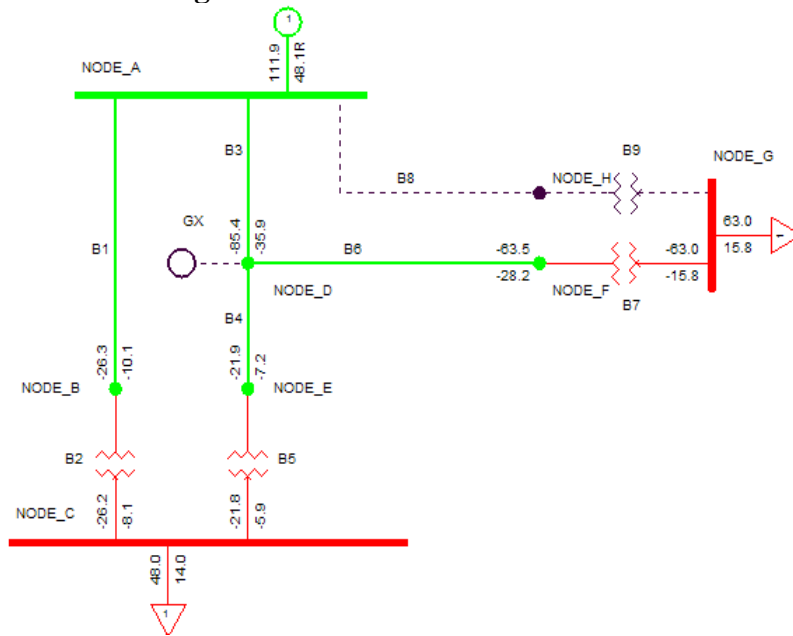 1
111.9
48.1R
NODE_A
B3
B9
NODE_G
B8
NODE_H
GX
-85.4
-35.9
63.0
15.8
1
B1
B6
-63.5
-28.2
-63.0
-15.8
NODE_D
NODE_F
B7
B4
-26.3
-10.1
-21.9
-7.2
NODE_B
NODE_E
B2
B5
-26.2
-8.1
-21.8
-5.9
NODE_C
48.0
14.0
1